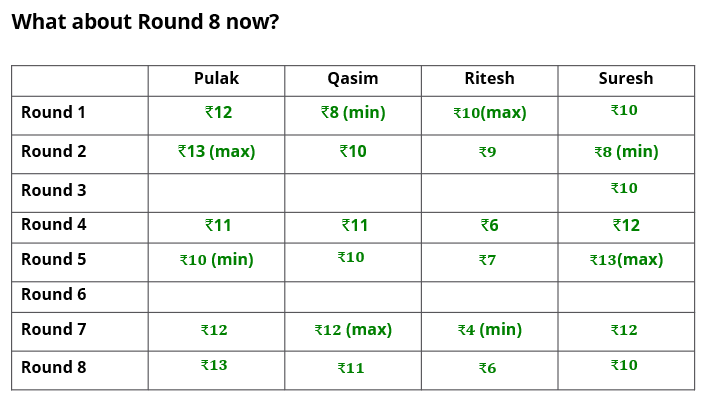 What about Round 8 now?
Pulak Qasim Ritesh Suresh
Round 1 ₹12 ₹8 (min) ₹10(max) ₹10
Round 2 ₹13 (max) ₹10 ₹9 ₹8 (min)
Round 3 ₹10
Round 4 ₹11 ₹11 ₹6 ₹12
Round 5 ₹10 (min) ₹10 ₹7 ₹13(max)
Round 6
Round 7 ₹12 ₹12 (max) ₹4 (min) ₹12
Round 8 ₹13 ₹11 ₹6 ₹10